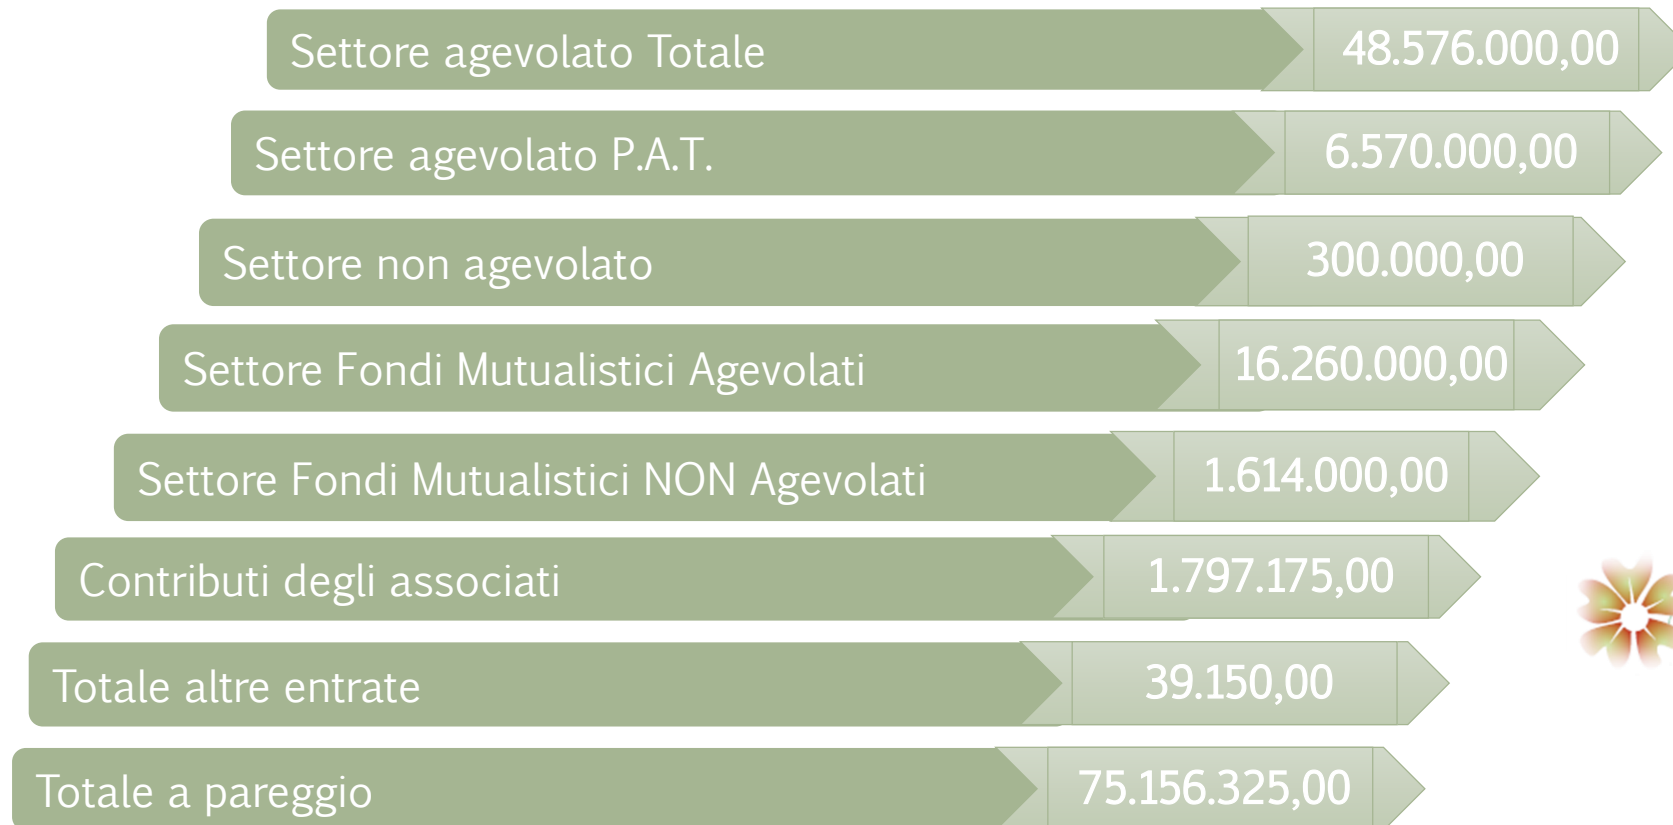 Settore agevolato Totale 48.576.000,00
Settore agevolato P.A.T. 6.570.000,00
Settore non agevolato 300.000,00
Settore Fondi Mutualistici Agevolati 16.260.000,00
Settore Fondi Mutualistici NON Agevolati 1.614.000,00
Contributi degli associati 1.797.175,00
Totale altre entrate 39.150,00
Totale a pareggio 75.156.325,00